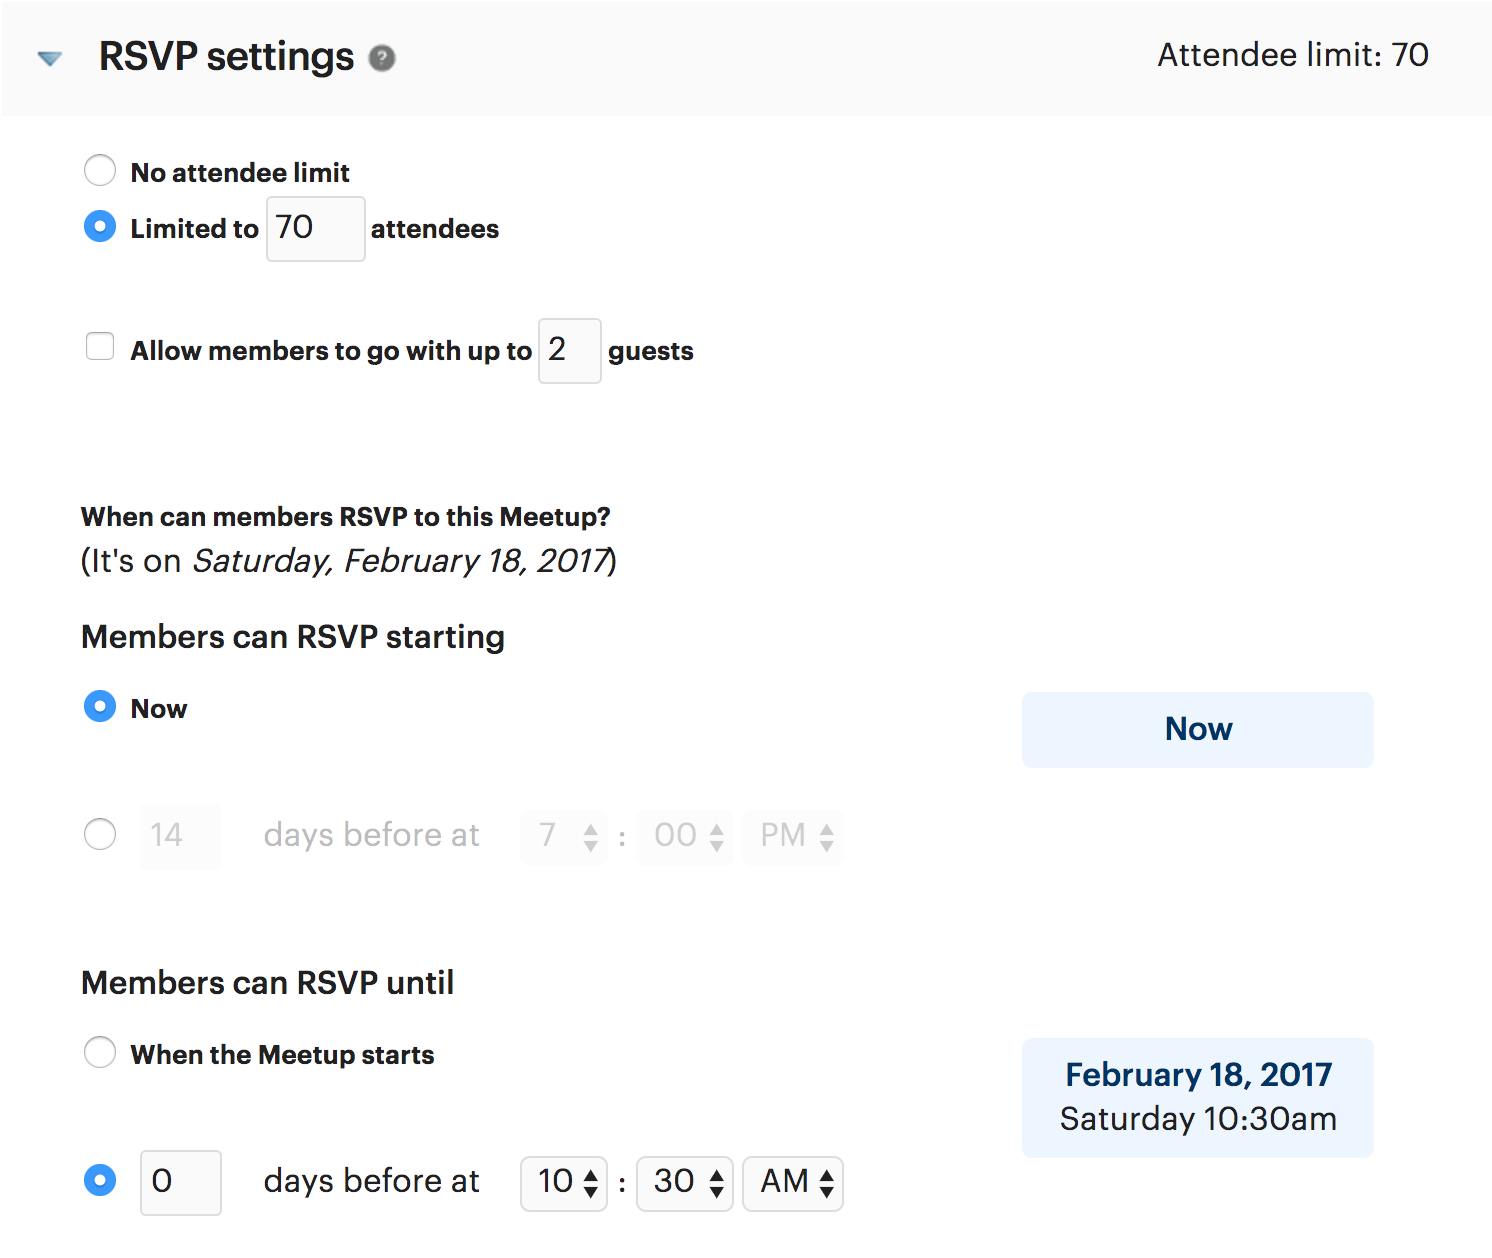 RSVP settings ? Attendee limit: 70
No attendee limit
Limited to 70 attendees
Allow members to go with up to 2 guests
When can members RSVP to this Meetup?
(It's on Saturday, February 18, 2017)
Members can RSVP starting
Now
Now
14 days before at 7 : 00 PM
Members can RSVP until
When the Meetup starts
February 18, 2017
Saturday 10:30am
0 days before at 10 : 30 AM